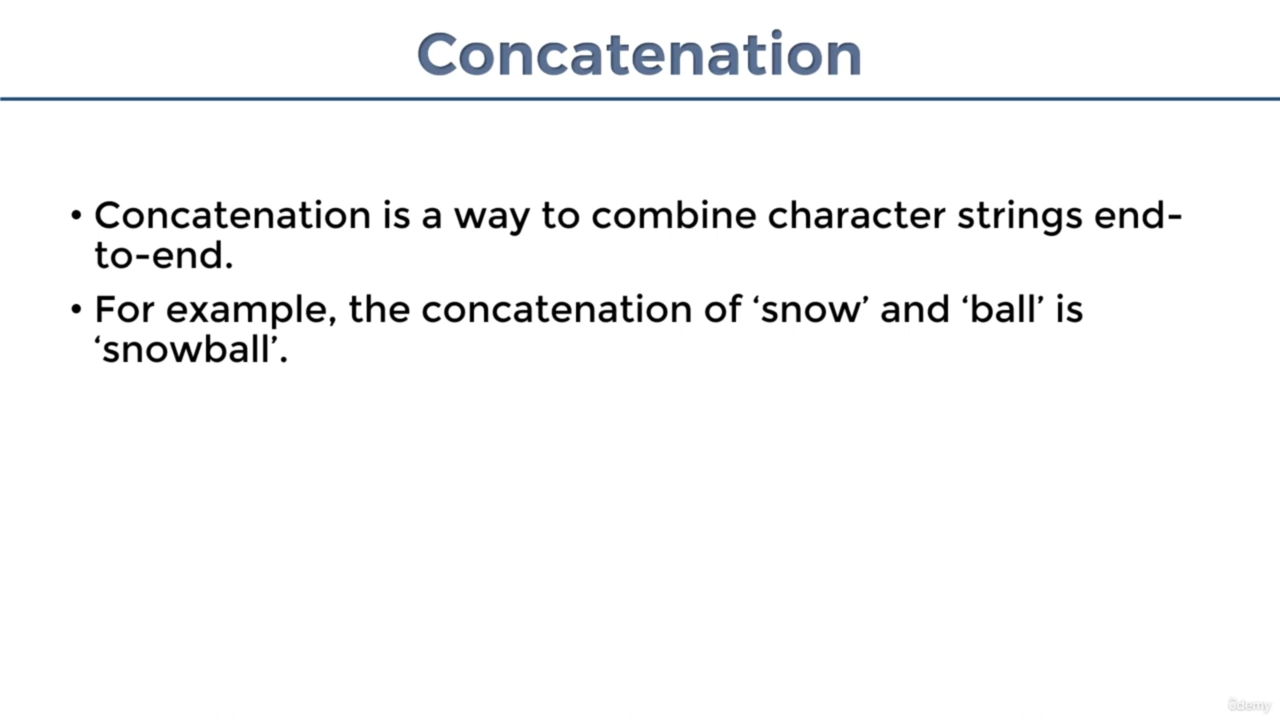 Concatenation
• Concatenation is a way to combine character strings end-
to-end.
• For example, the concatenation of ‘snow’ and ‘ball’ is
‘snowball’.
ûdemy